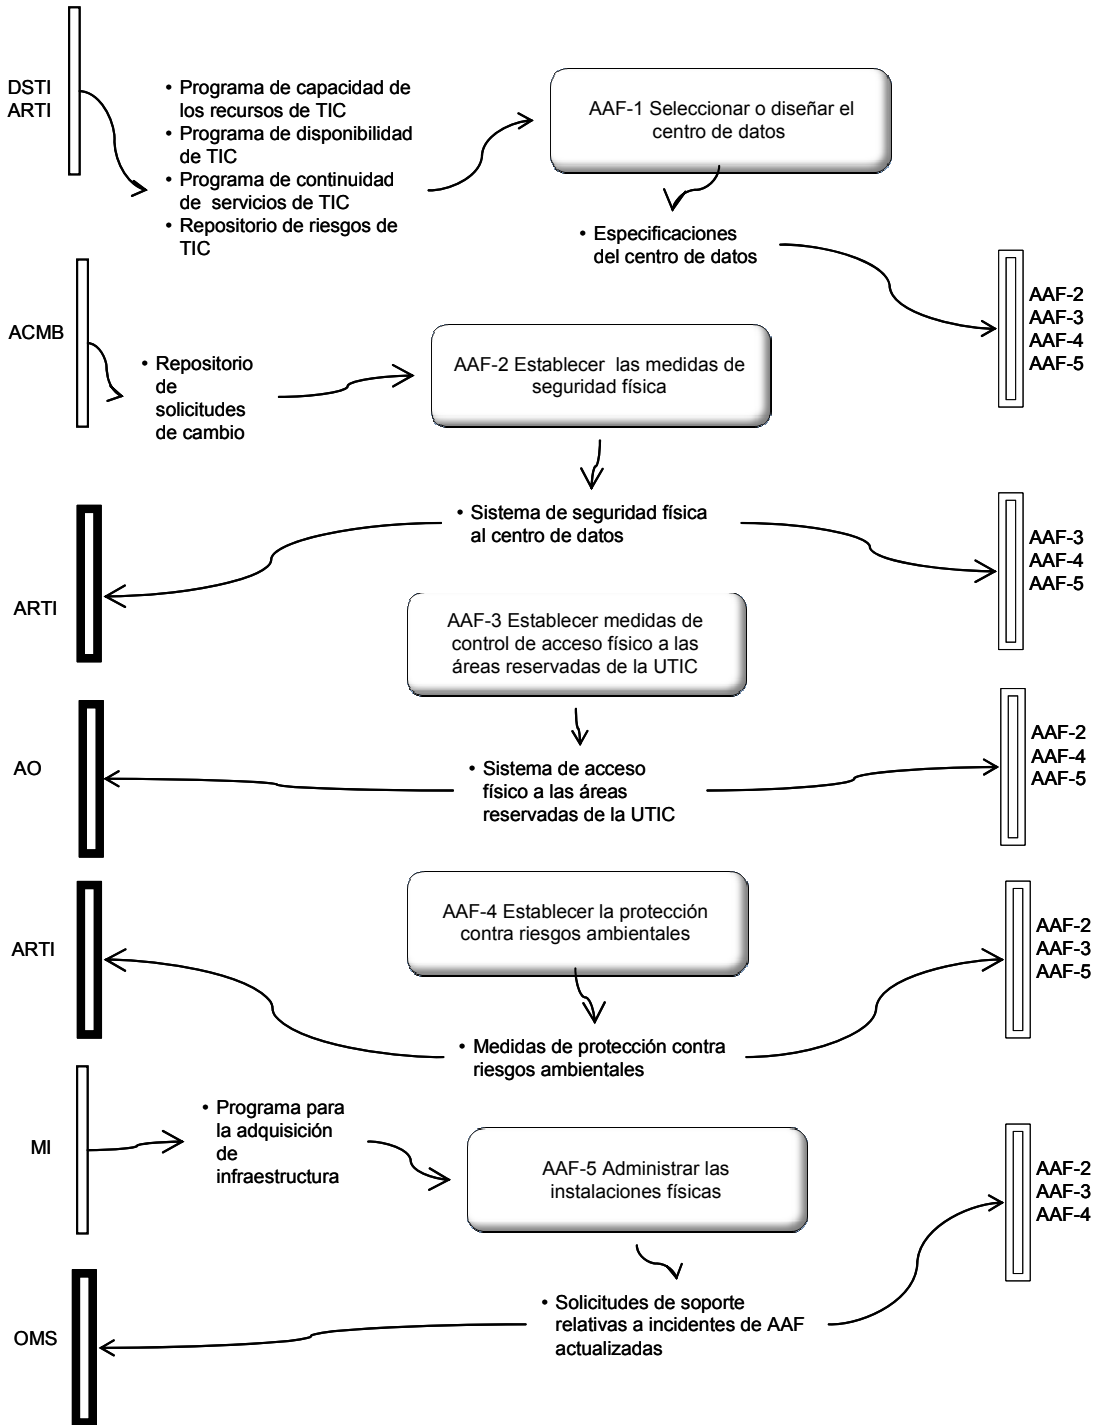 DSTI
ARTI
• Programa de capacidad de
los recursos de TIC
• Programa de disponibilidad
de TIC
• Programa de continuidad
de servicios de TIC
• Repositorio de riesgos de
TIC
AAF-1 Seleccionar o diseñar el
centro de datos
• Especificaciones
del centro de datos
AAF-2
AAF-3
AAF-4
AAF-5
ACMB
• Repositorio
de
solicitudes
de cambio
AAF-2 Establecer las medidas de
seguridad física
• Sistema de seguridad física
al centro de datos
AAF-3
AAF-4
AAF-5
ARTI
AAF-3 Establecer medidas de
control de acceso físico a las
áreas reservadas de la UTIC
AO
• Sistema de acceso
físico a las áreas
reservadas de la UTIC
AAF-2
AAF-4
AAF-5
ARTI
AAF-4 Establecer la protección
contra riesgos ambientales
AAF-2
AAF-3
AAF-5
• Medidas de protección contra
riesgos ambientales
MI
• Programa para
la adquisición
de
infraestructura
AAF-5 Administrar las
instalaciones físicas
AAF-2
AAF-3
AAF-4
OMS
• Solicitudes de soporte
relativas a incidentes de AAF
actualizadas